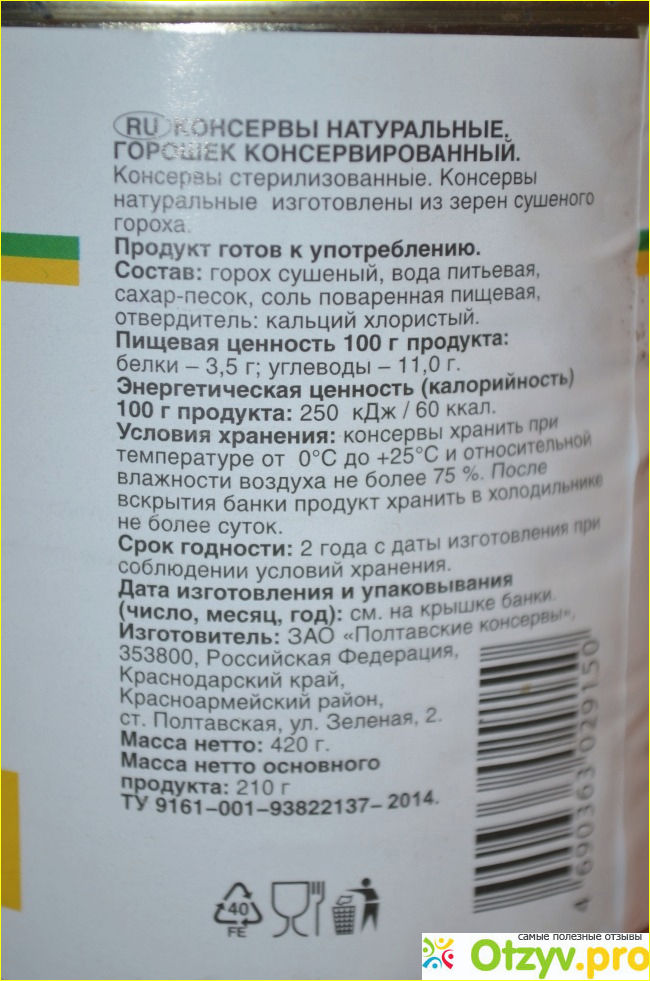 RU КОНСЕРВЫ НАТУРАЛЬНЫЕ.
ГОРОШЕК КОНСЕРВИРОВАННЫЙ.
Консервы стерилизованные. Консервы
натуральные изготовлены из зерен сушеного
гороха.
Продукт готов к употреблению.
Состав: горох сушеный, вода питьевая,
сахар-песок, соль поваренная пищевая,
отвердитель: кальций хлористый.
Пищевая ценность 100 г продукта:
белки – 3,5 г; углеводы – 11,0 г.
Энергетическая ценность (калорийность)
100 г продукта: 250 кДж / 60 ккал.
Условия хранения: консервы хранить при
температуре от 0°С до +25°С и относительной
влажности воздуха не более 75 %. После
вскрытия банки продукт хранить в холодильнике
не более суток.
Срок годности: 2 года с даты изготовления при
соблюдении условий хранения.
Дата изготовления и упаковывания
(число, месяц, год): см. на крышке банки.
Изготовитель: ЗАО «Полтавские консервы»,
353800, Российская Федерация,
Краснодарский край,
Красноармейский район,
ст. Полтавская, ул. Зеленая, 2.
Масса нетто: 420 г.
Масса нетто основного
продукта: 210 г
ТУ 9161–001–93822137– 2014.
4 690363 029150
40
FE
самые полезные отзывы
Otzyv.pro